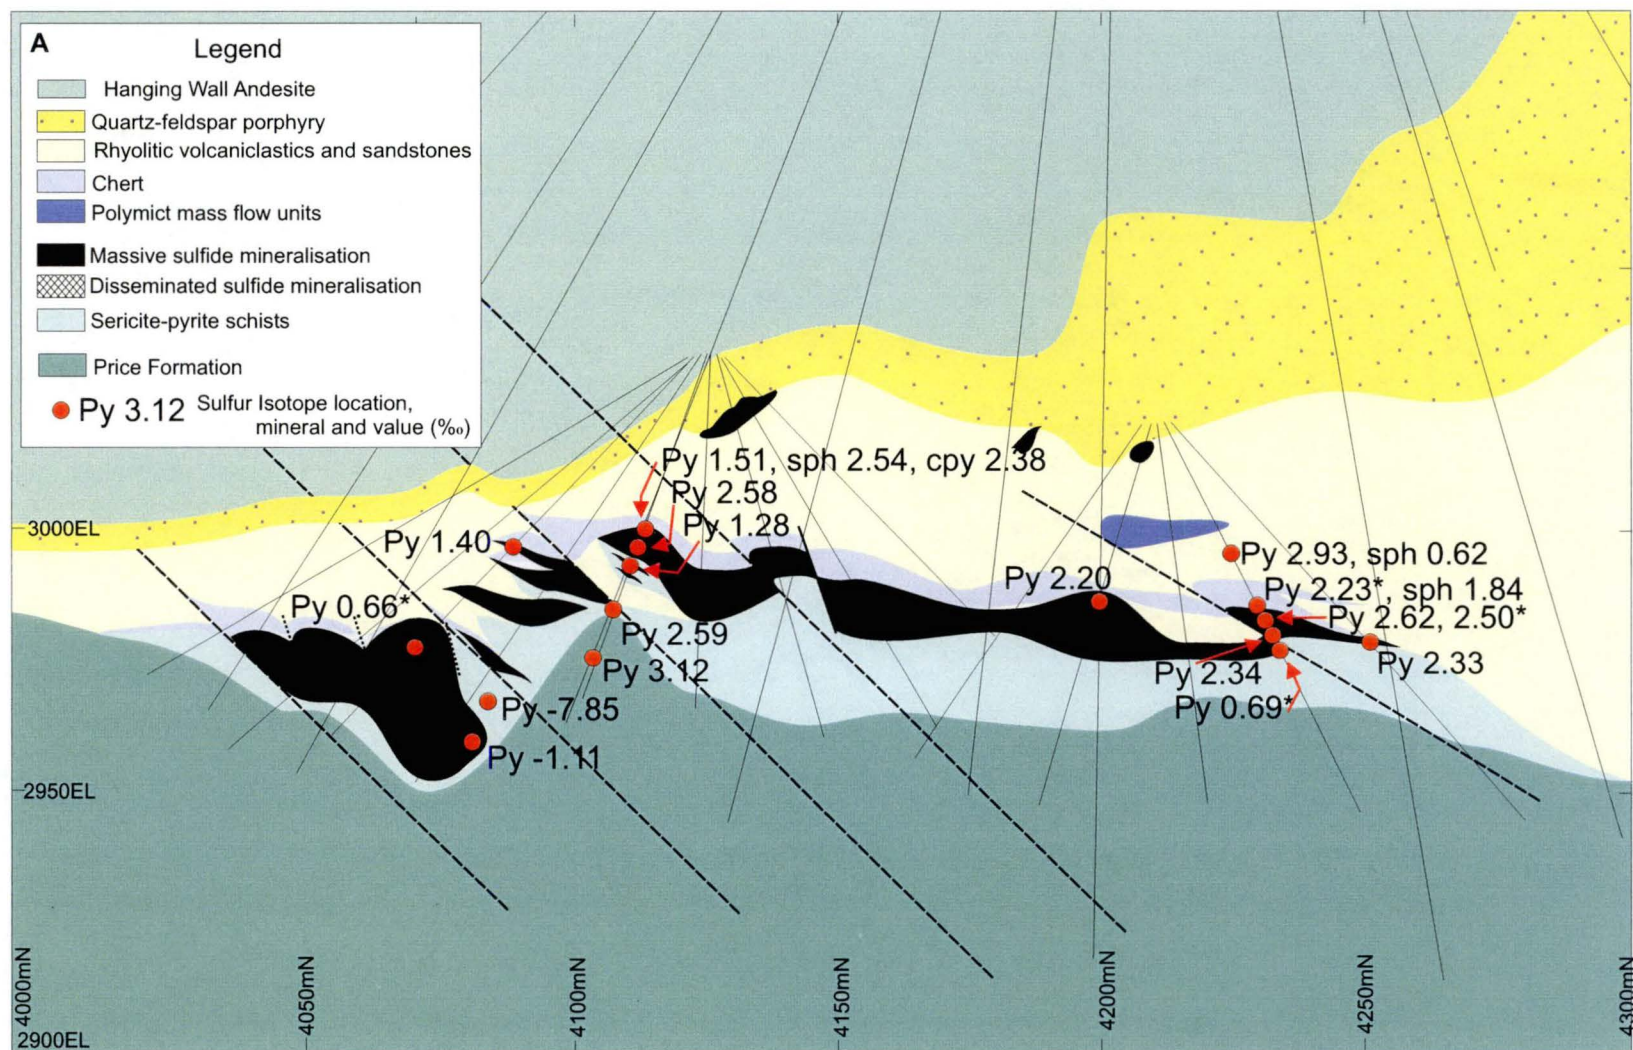 A
Legend
Hanging Wall Andesite
Quartz-feldspar porphyry
Rhyolitic volcaniclastics and sandstones
Chert
Polymict mass flow units
Massive sulfide mineralisation
Disseminated sulfide mineralisation
Sericite-pyrite schists
Price Formation
Py 3.12 Sulfur Isotope location,
mineral and value (‰)
Py 1.51, sph 2.54, cpy 2.38
Py 2.58
Py 1.28
3000EL
Py 1.40
Py 2.93, sph 0.62
Py 2.20
Py 2.23*, sph 1.84
Py 0.66*
Py 2.62, 2.50*
Py 2.59
Py 2.33
Py 3.12
Py 2.34
Py -7.85
Py 0.69*
Py -1.11
2950EL
4000mN
4050mN
4100mN
4150mN
4200mN
4250mN
4300mN
2900EL